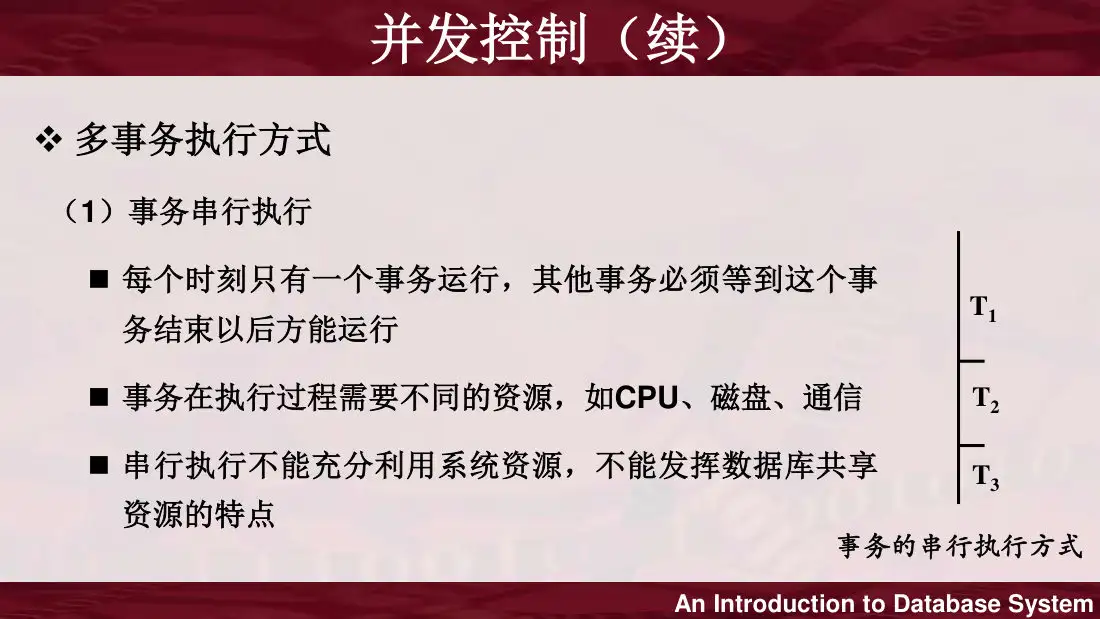 并发控制（续）
❖ 多事务执行方式
（1）事务串行执行
■ 每个时刻只有一个事务运行，其他事务必须等到这个事
务结束以后方能运行
■ 事务在执行过程需要不同的资源，如CPU、磁盘、通信
■ 串行执行不能充分利用系统资源，不能发挥数据库共享
资源的特点
T1
T2
T3
事务的串行执行方式
An Introduction to Database System